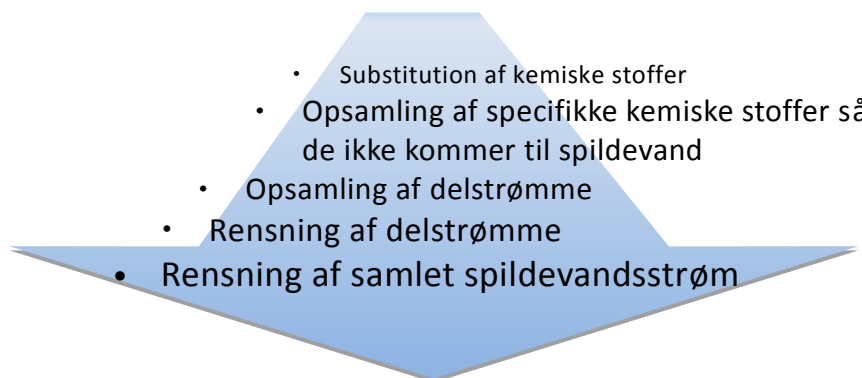 • Substitution af kemiske stoffer
• Opsamling af specifikke kemiske stoffer så
de ikke kommer til spildevand
• Opsamling af delstrømme
• Rensning af delstrømme
• Rensning af samlet spildevandsstrøm